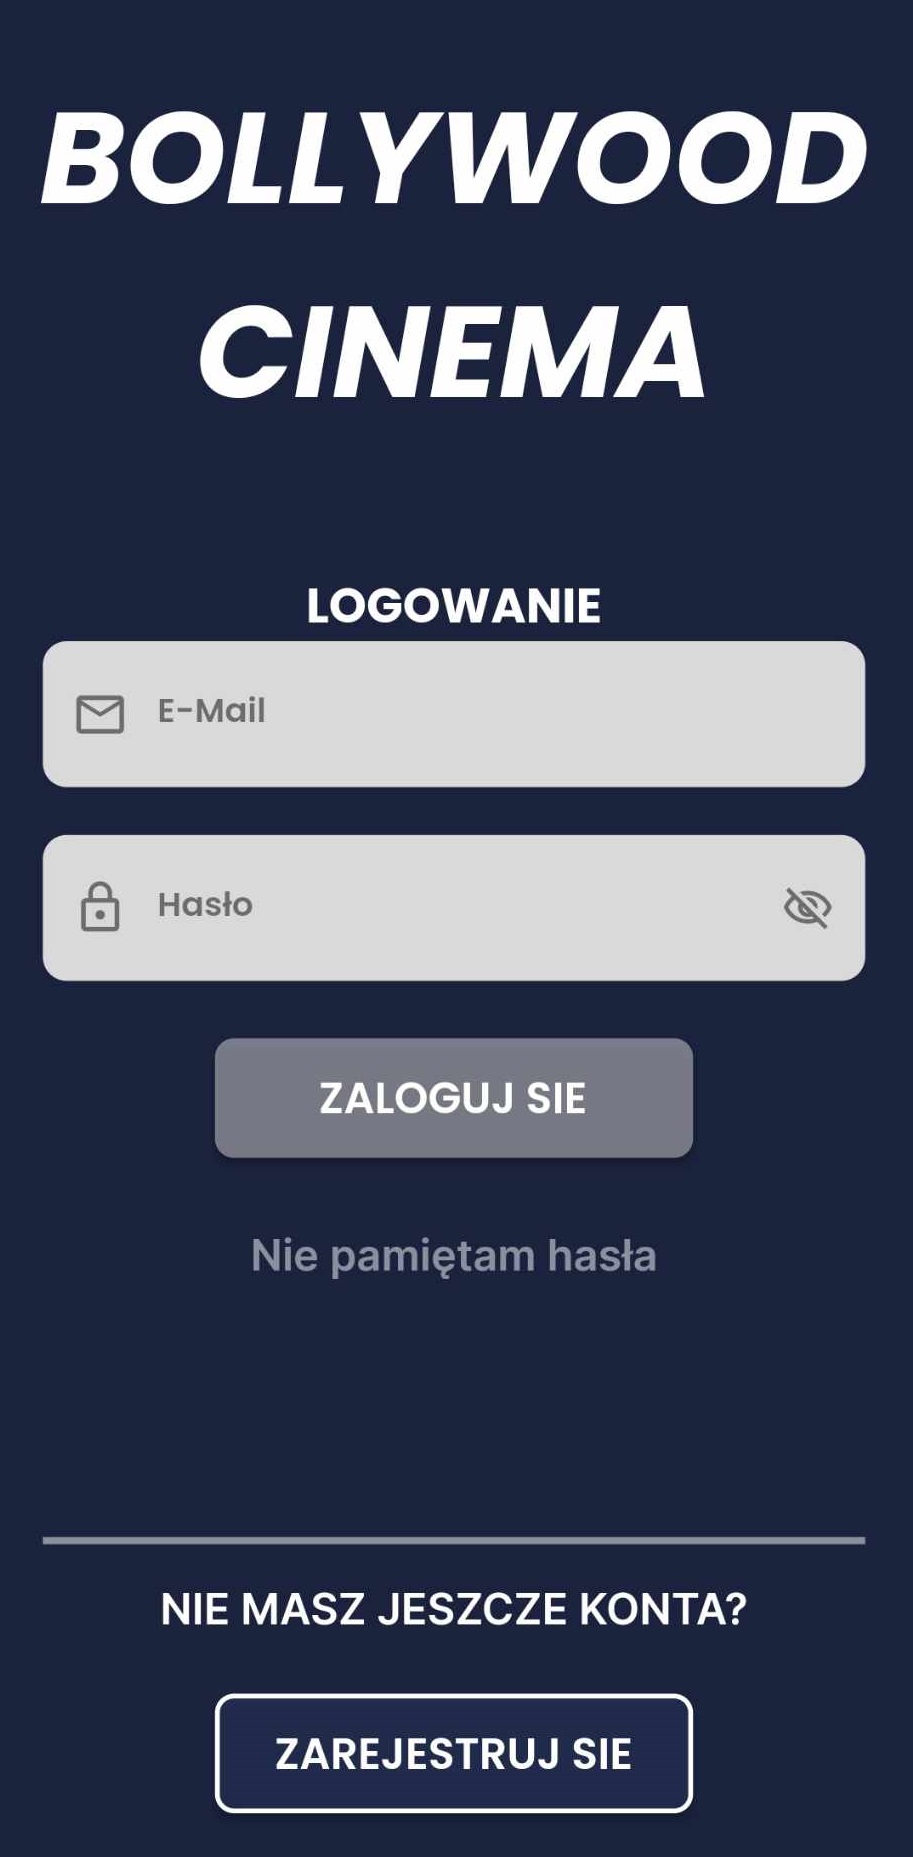 BOLLYWOOD
CINEMA
LOGOWANIE
E-Mail
Hasło
ZALOGUJ SIE
Nie pamiętam hasła
NIE MASZ JESZCZE KONTA?
ZAREJESTRUJ SIE